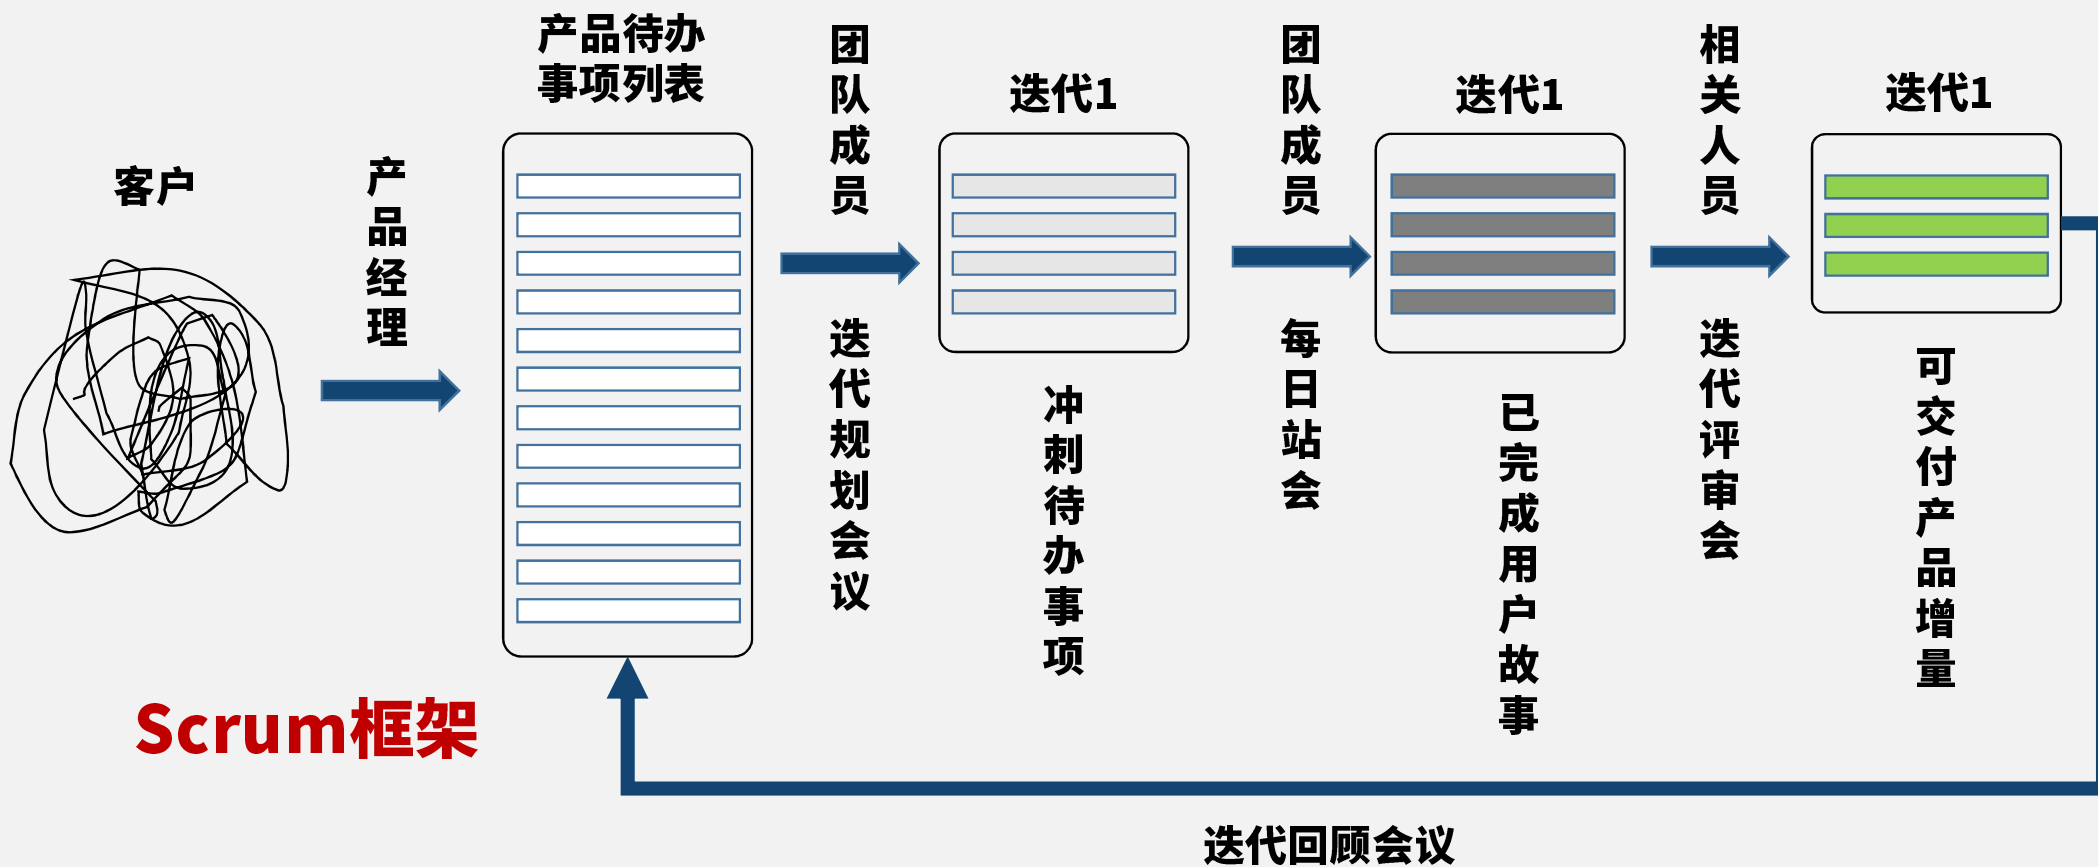 客户
产品经理
产品待办
事项列表
团队成员
迭代规划会议
迭代1
冲刺待办事项
团队成员
每日站会
迭代1
已完成用户故事
相关人员
迭代评审会
迭代1
可交付产品增量
Scrum框架
迭代回顾会议